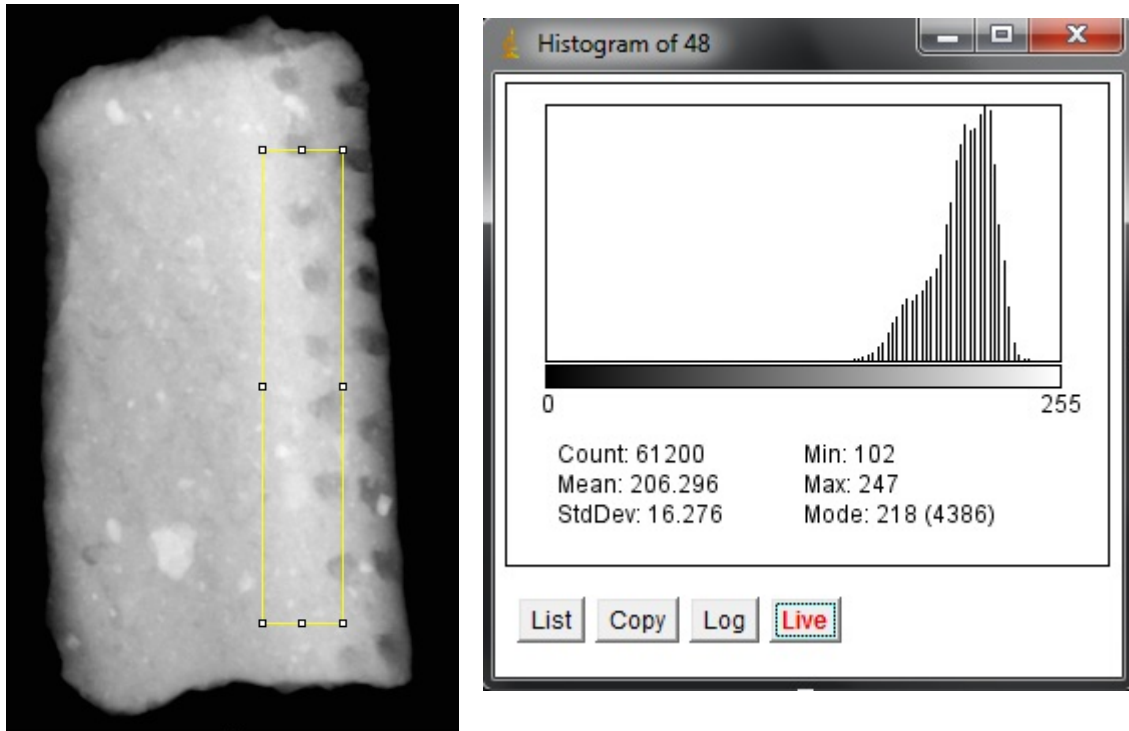 Histogram of 48
0 255
Count: 61200 Min: 102
Mean: 206.296 Max: 247
StdDev: 16.276 Mode: 218 (4386)
List Copy Log Live